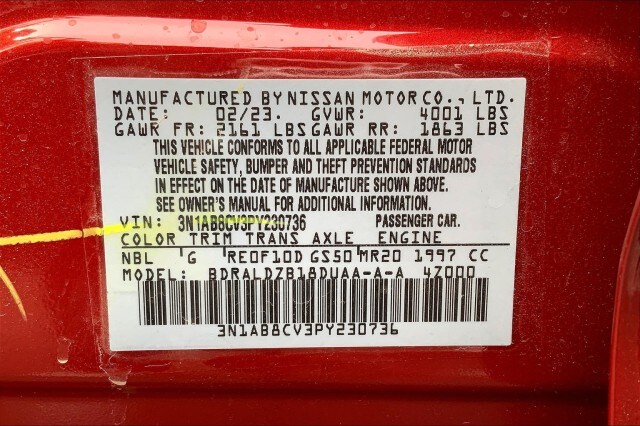 MANUFACTURED BY NISSAN MOTOR CO., LTD.
DATE: 02/23. GVWR: 4001 LBS
GAWR FR: 2161 LBS GAWR RR: 1863 LBS
THIS VEHICLE CONFORMS TO ALL APPLICABLE FEDERAL MOTOR
VEHICLE SAFETY, BUMPER AND THEFT PREVENTION STANDARDS
IN EFFECT ON THE DATE OF MANUFACTURE SHOWN ABOVE.
SEE OWNER'S MANUAL FOR ADDITIONAL INFORMATION.
VIN: 3N1AB8CV3PY230736 PASSENGER CAR.
COLOR TRIM TRANS AXLE ENGINE
NBL G RE0F10D GS50 MR20 1997 CC
MODEL: BDRALDZB18DUAA-A-A 4Z000
3N1AB8CV3PY230736